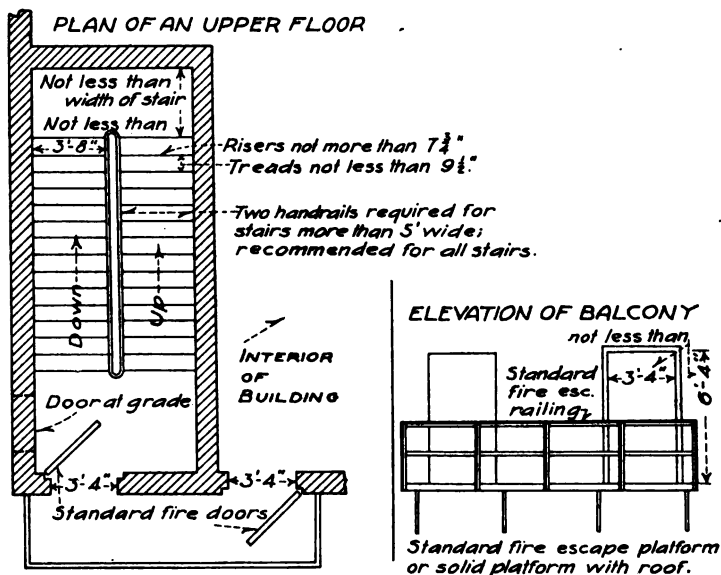 PLAN OF AN UPPER FLOOR
Not less than
width of stair
Not less than
3'-8"
Risers not more than 7 3/4"
Treads not less than 9 1/2"
Two handrails required for
stairs more than 5' wide;
recommended for all stairs.
Down
Up
INTERIOR
OF
BUILDING
Door at grade
3'-4"
3'-4"
Standard fire doors
ELEVATION OF BALCONY
not less than
3'-4"
6'-4"
Standard
fire esc.
railing
Standard fire escape platform
or solid platform with roof.